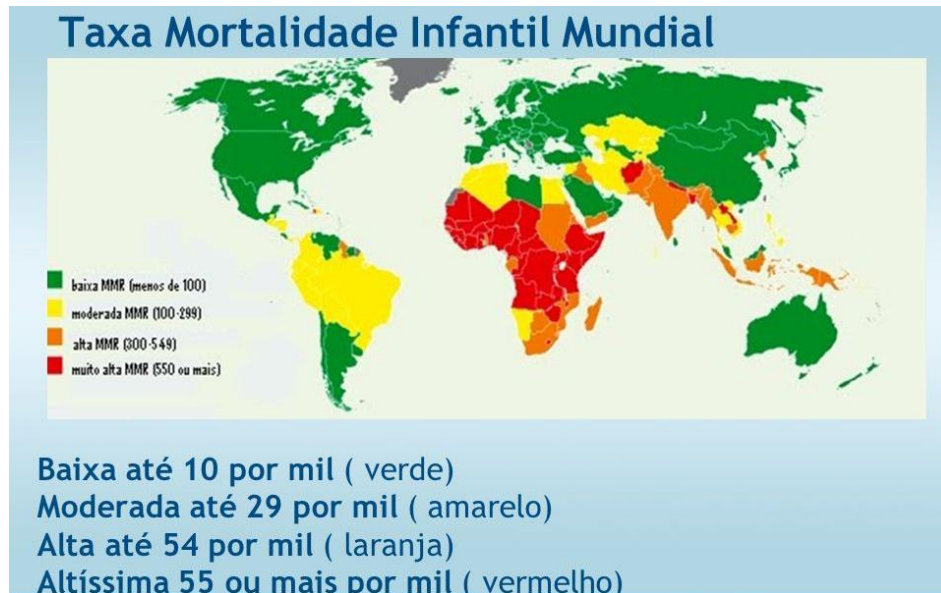 Taxa Mortalidade Infantil Mundial
baixa MMR (menos de 100)
moderada MMR (100-299)
alta MMR (300-549)
muito alta MMR (550 ou mais)
Baixa até 10 por mil ( verde)
Moderada até 29 por mil ( amarelo)
Alta até 54 por mil ( laranja)
Altíssima 55 ou mais por mil ( vermelho)